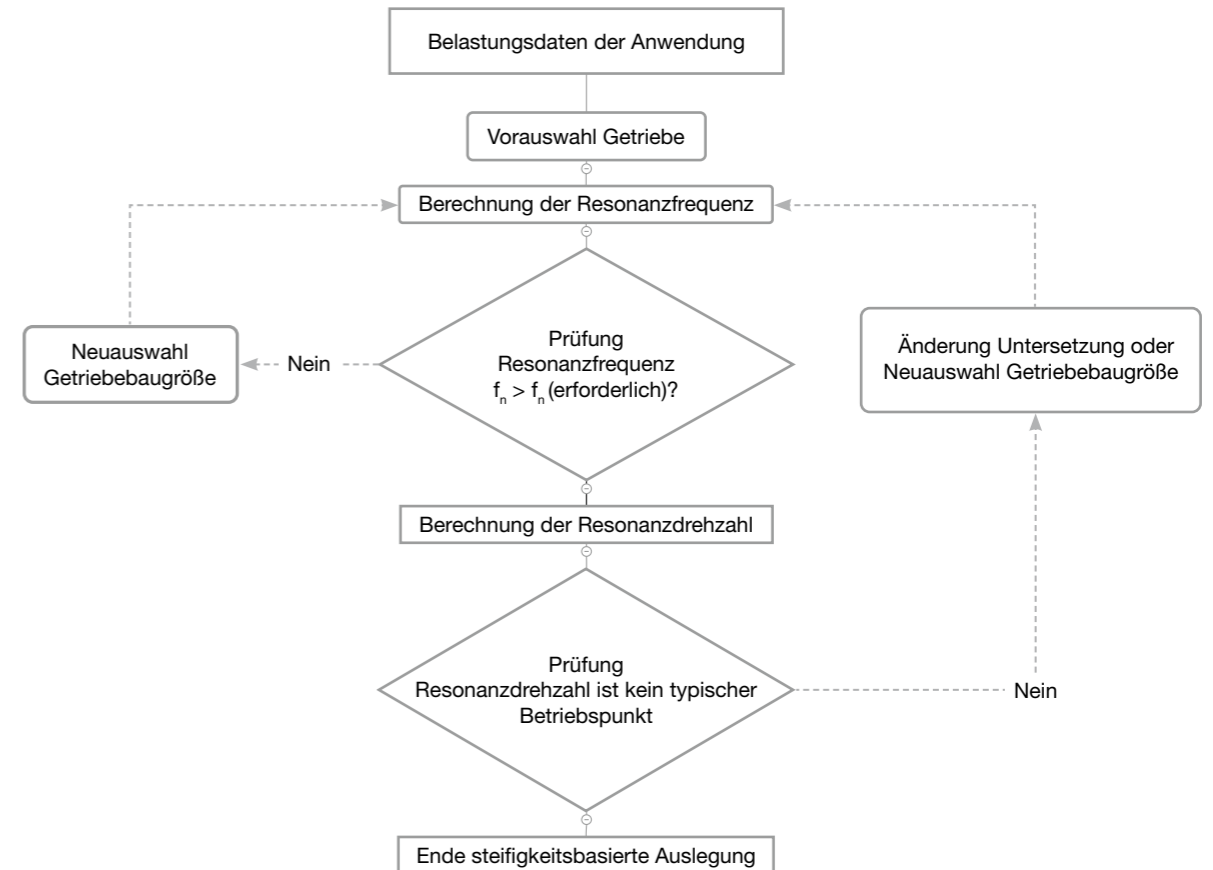 Belastungsdaten der Anwendung
Vorauswahl Getriebe
Berechnung der Resonanzfrequenz
Prüfung
Resonanzfrequenz
fn > fn (erforderlich)?
Nein
Neuauswahl
Getriebebaugröße
Änderung Untersetzung oder
Neuauswahl Getriebebaugröße
Berechnung der Resonanzdrehzahl
Prüfung
Resonanzdrehzahl ist kein typischer
Betriebspunkt
Nein
Ende steifigkeitsbasierte Auslegung